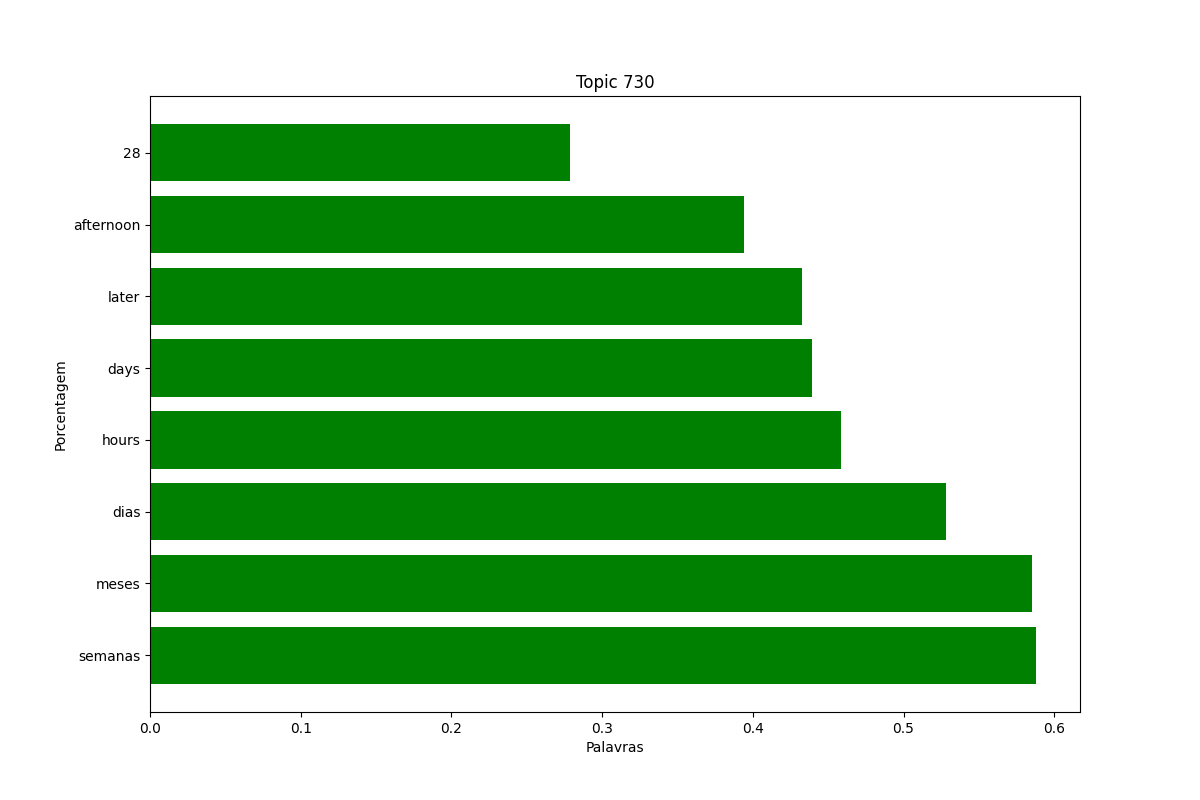 Topic 730
28
afternoon
later
days
hours
dias
meses
semanas
Porcentagem
0.0 0.1 0.2 0.3 0.4 0.5 0.6
Palavras